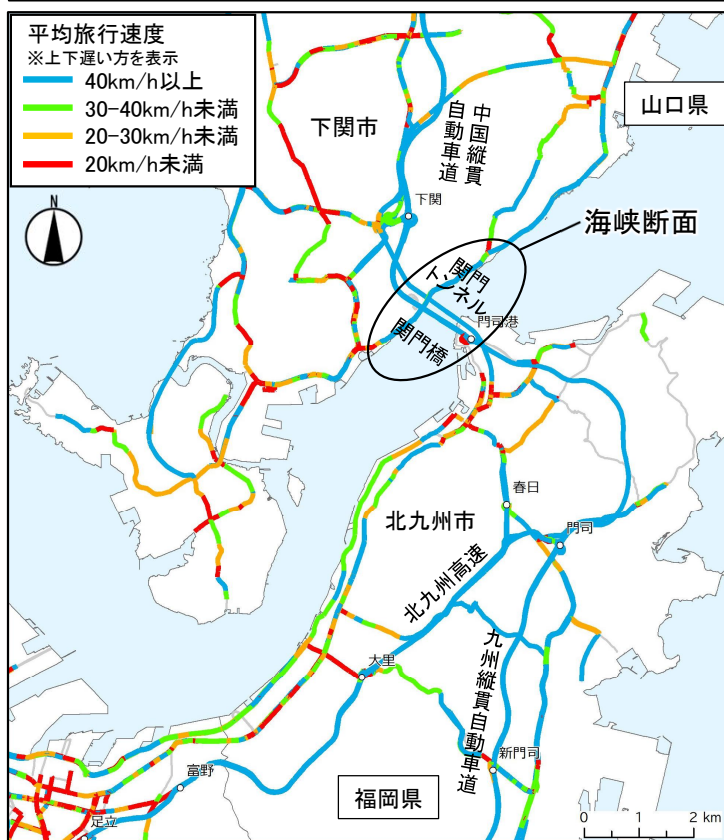 平均旅行速度
※上下遅い方を表示
40km/h以上
30-40km/h未満
20-30km/h未満
20km/h未満
山口県
下関市
中国縦貫
自動車道
N
下関
海峡断面
関門
トンネル
門司港
関門橋
春日
北九州市
門司
北九州高速
大里
九州縦貫自動車道
新門司
富野
福岡県
足立
0 1 2 km